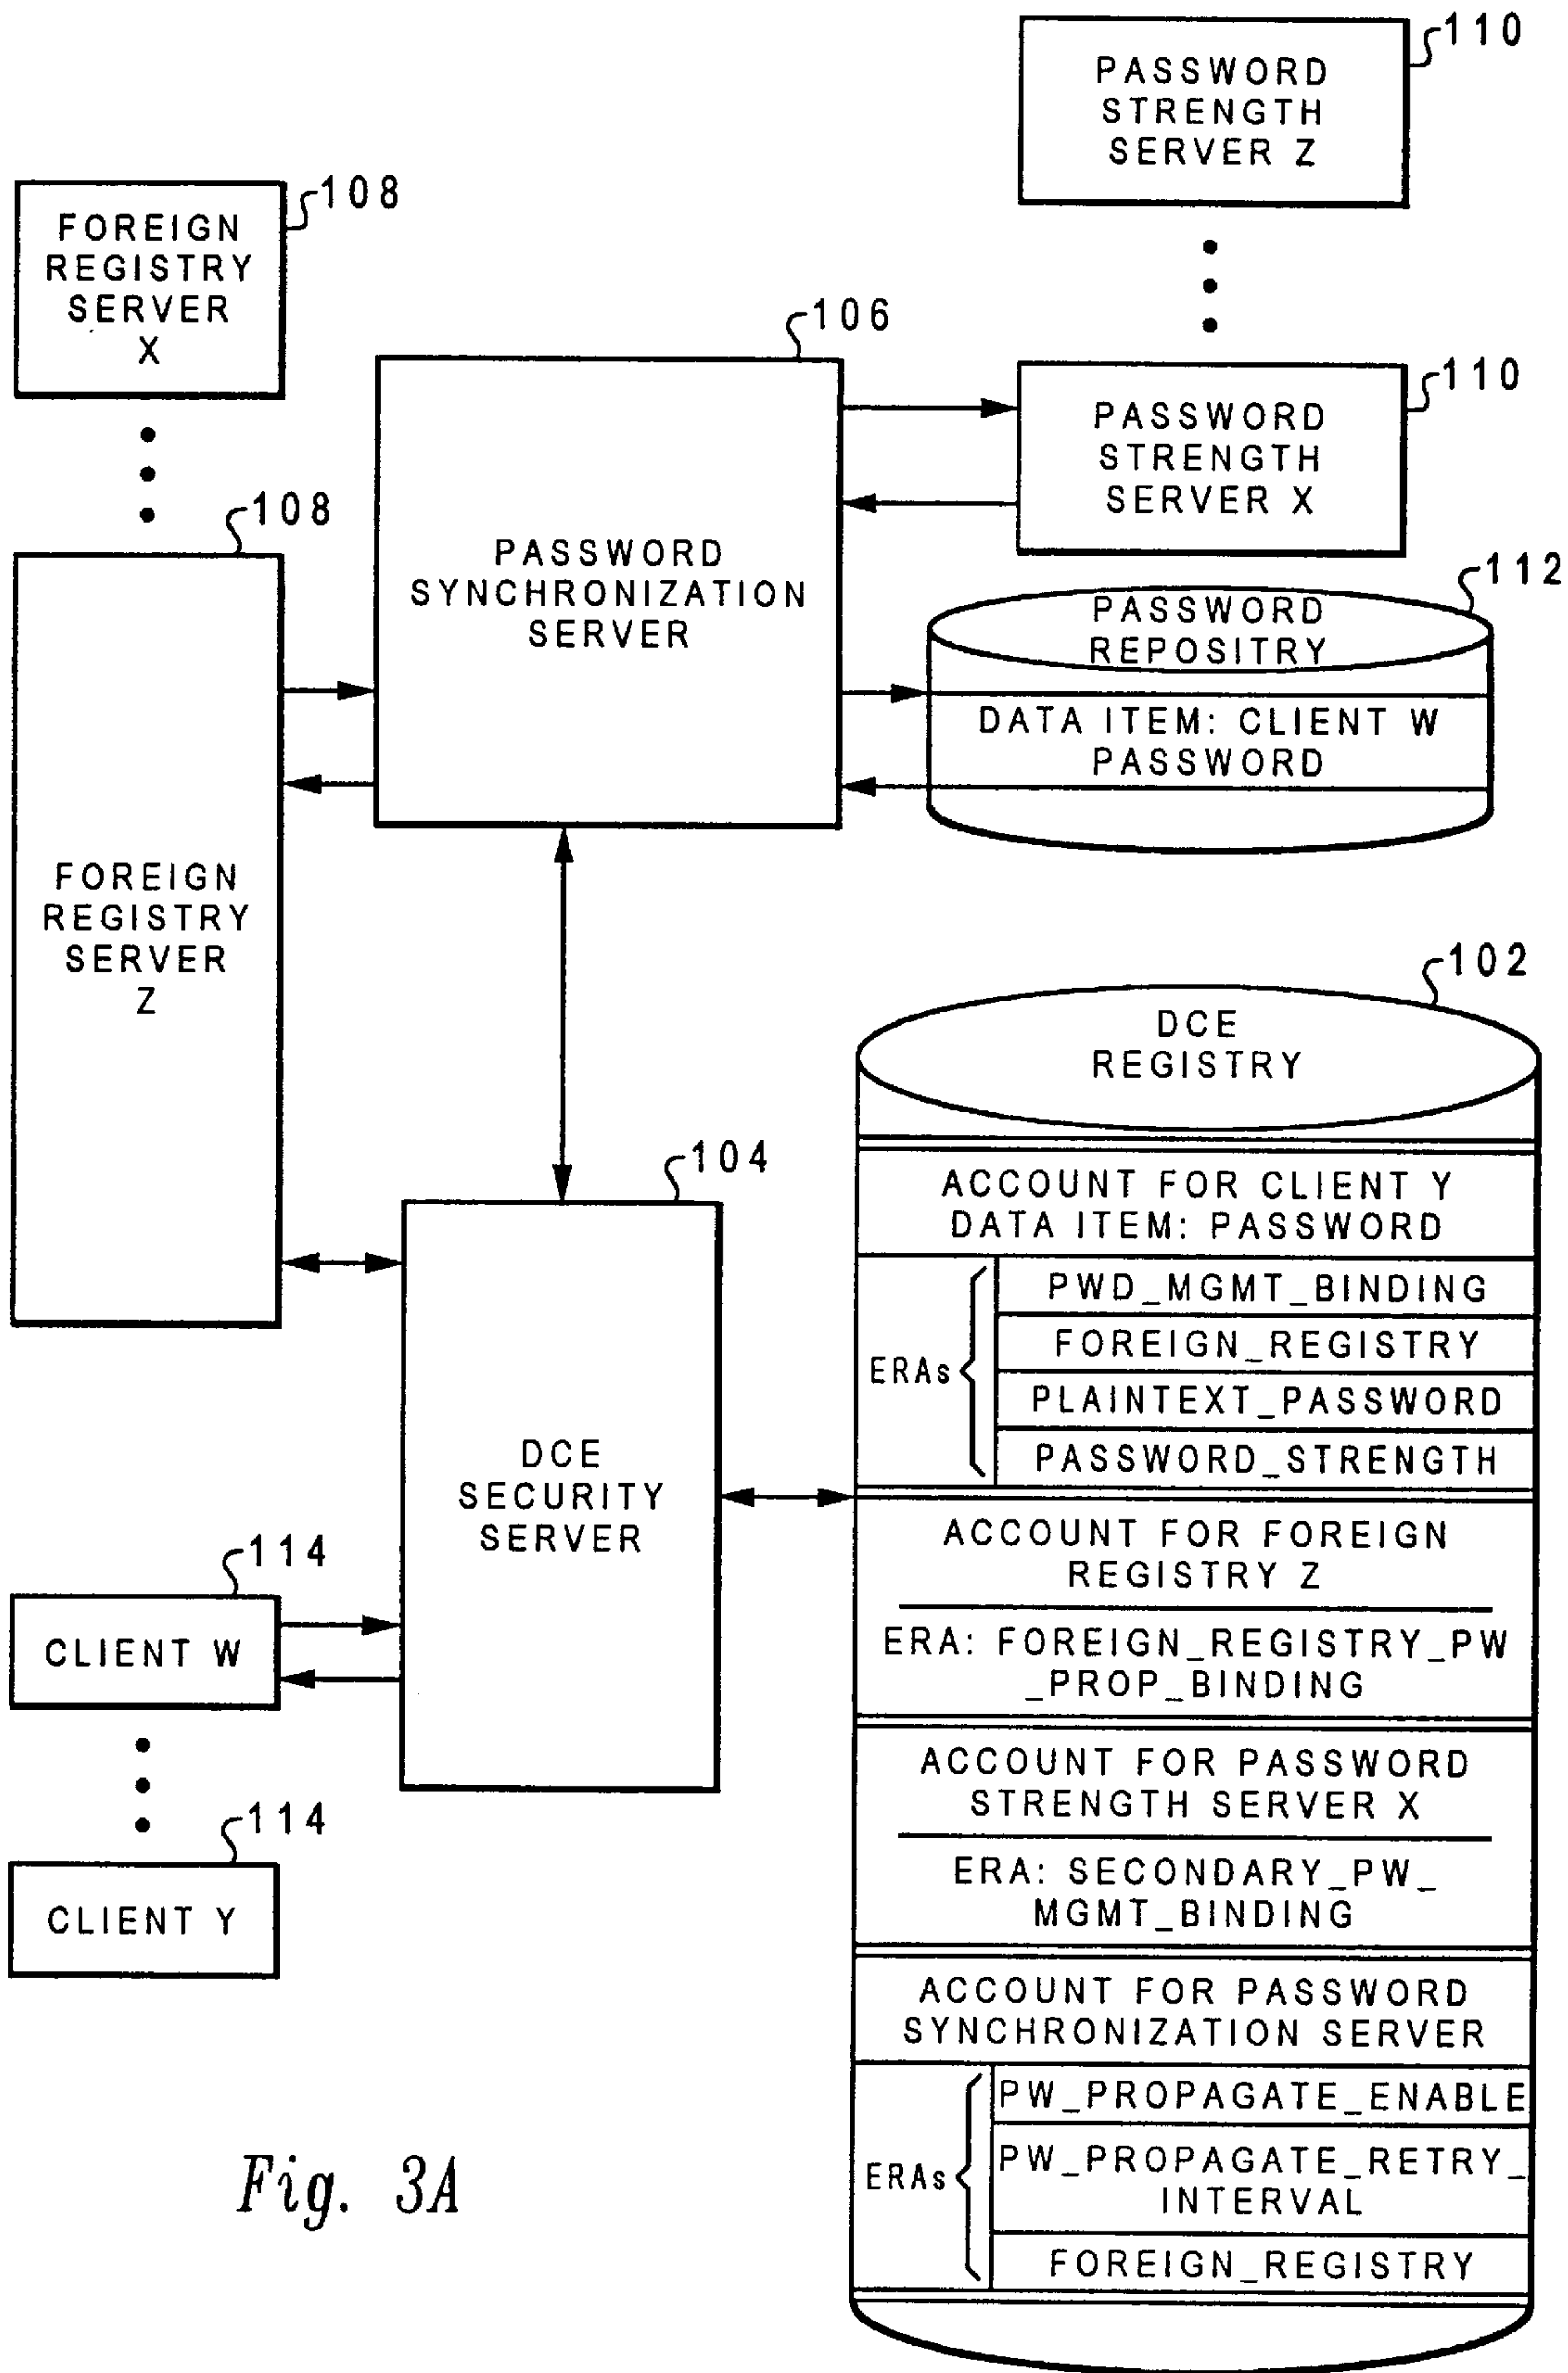 110
PASSWORD
STRENGTH
SERVER Z
108
FOREIGN
REGISTRY
SERVER
X
106
110
PASSWORD
STRENGTH
SERVER X
108
PASSWORD
SYNCHRONIZATION
SERVER
112
PASSWORD
REPOSITRY
DATA ITEM: CLIENT W
PASSWORD
FOREIGN
REGISTRY
SERVER
Z
102
DCE
REGISTRY
104
ACCOUNT FOR CLIENT Y
DATA ITEM: PASSWORD
ERAs
PWD_MGMT_BINDING
FOREIGN_REGISTRY
PLAINTEXT_PASSWORD
PASSWORD_STRENGTH
DCE
SECURITY
SERVER
ACCOUNT FOR FOREIGN
REGISTRY Z
ERA: FOREIGN_REGISTRY_PW
_PROP_BINDING
114
CLIENT W
ACCOUNT FOR PASSWORD
STRENGTH SERVER X
ERA: SECONDARY_PW_
MGMT_BINDING
114
CLIENT Y
ACCOUNT FOR PASSWORD
SYNCHRONIZATION SERVER
ERAs
PW_PROPAGATE_ENABLE
PW_PROPAGATE_RETRY_
INTERVAL
FOREIGN_REGISTRY
Fig. 3A